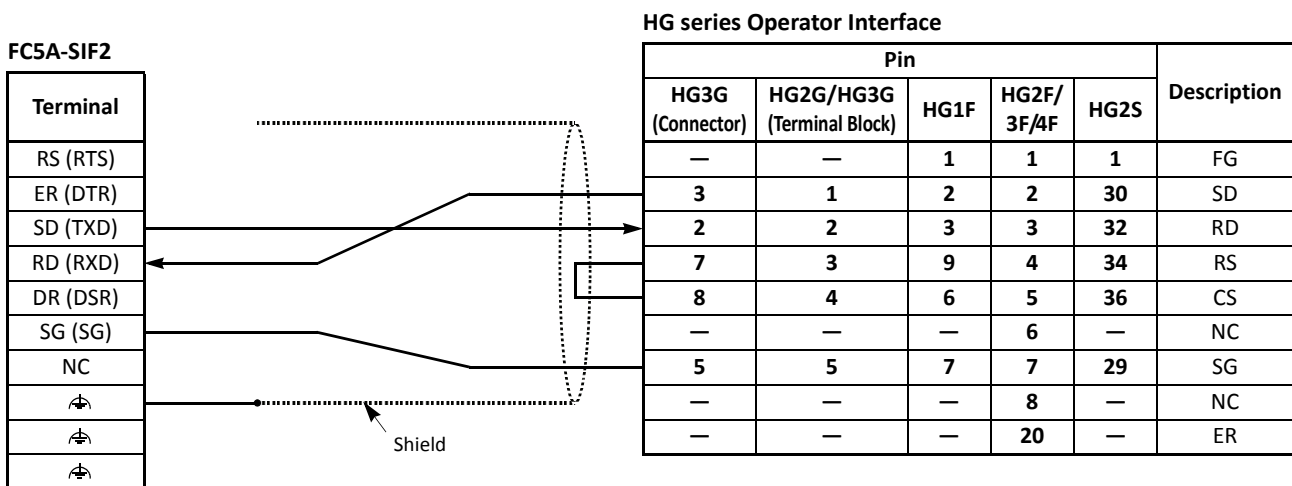 HG series Operator Interface
FC5A-SIF2
Terminal
RS (RTS)
ER (DTR)
SD (TXD)
RD (RXD)
DR (DSR)
SG (SG)
NC
Shield
Pin Description
HG3G (Connector) HG2G/HG3G (Terminal Block) HG1F HG2F/ 3F/4F HG2S
— — 1 1 1 FG
3 1 2 2 30 SD
2 2 3 3 32 RD
7 3 9 4 34 RS
8 4 6 5 36 CS
— — — 6 — NC
5 5 7 7 29 SG
— — — 8 — NC
— — — 20 — ER